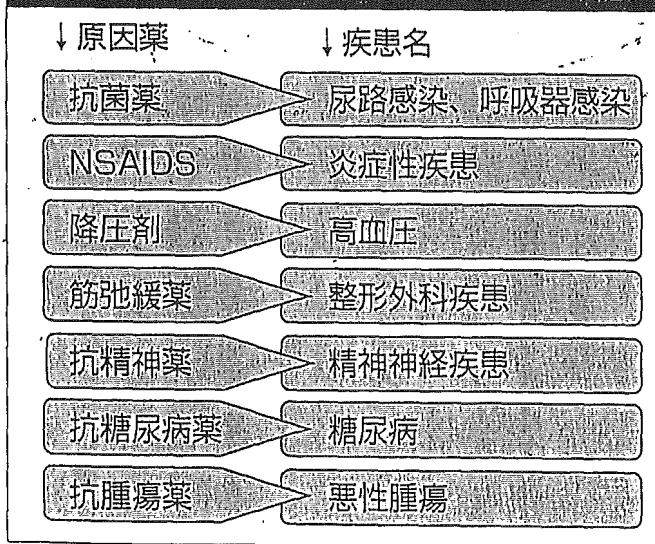 ↓原因薬 ↓疾患名
抗菌薬 尿路感染、呼吸器感染
NSAIDS 炎症性疾患
降圧剤 高血圧
筋弛緩薬 整形外科疾患
抗精神薬 精神神経疾患
抗糖尿病薬 糖尿病
抗腫瘍薬 悪性腫瘍